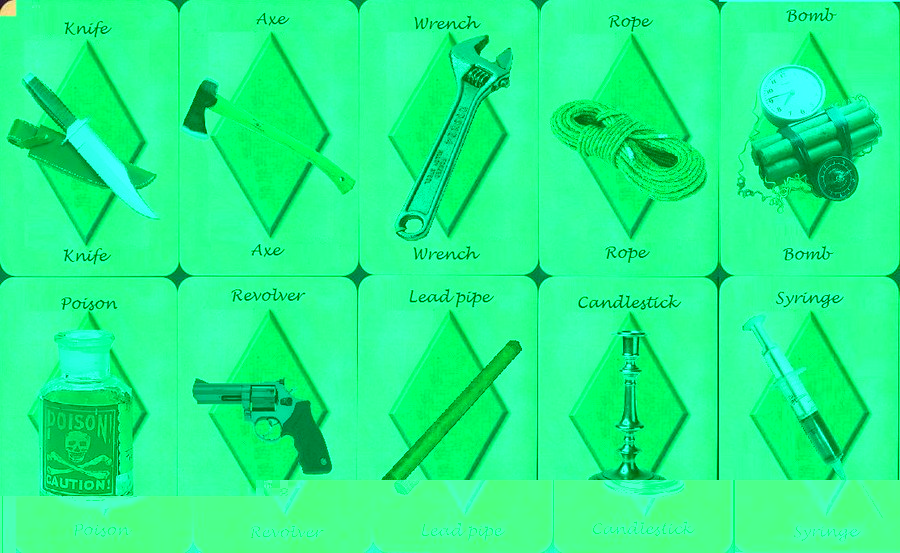 Knife
Axe
Wrench
Rope
Bomb
Knife
Axe
Wrench
Rope
Bomb
Poison
Revolver
Lead pipe
Candlestick
Syringe
POISON
CAUTION
Poison
Revolver
Lead pipe
Candlestick
Syringe